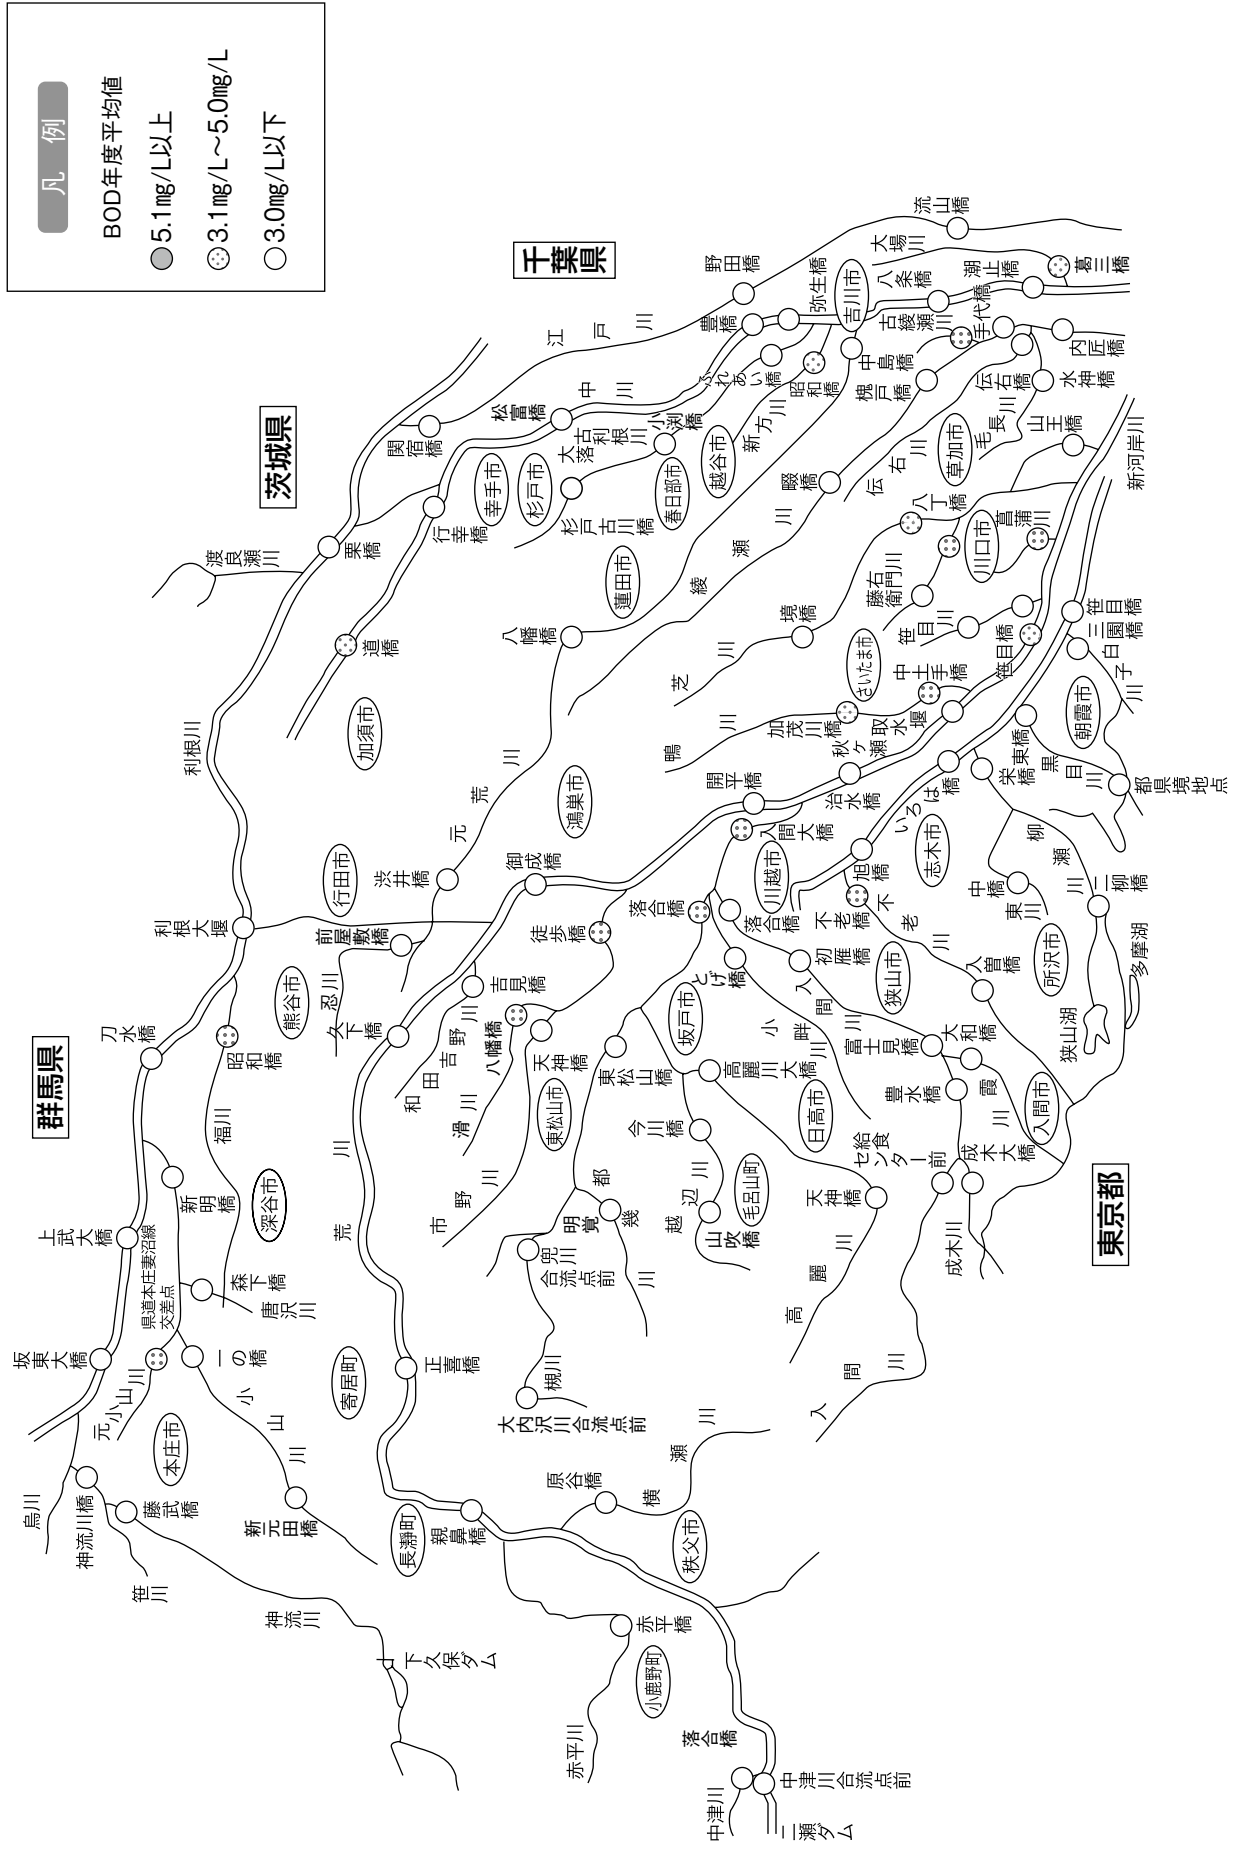 凡 例
BOD年度平均値
5.1㎎/L以上
3.1㎎/L〜5.0㎎/L
3.0㎎/L以下
群馬県
茨城県
千葉県
東京都
烏川
神流川橋
藤武橋
笹川
神流川
下久保ダム
坂東大橋
元小山川
本庄市
県道本庄妻沼線
交差点
一の橋
小山川
新元田橋
上武大橋
新明橋
森下橋
唐沢川
深谷市
福川
昭和橋
刀水橋
利根大堰
利根川
熊谷市
忍川
前屋敷橋
行田市
渋井橋
元荒川
加須市
道橋
渡良瀬川
栗橋
行幸橋
関宿橋
江戸川
野田橋
流山橋
幸手市
松富橋
中川
杉戸市
大落古利根川
杉戸古川橋
小渕橋
春日部市
ふれあい橋
豊橋
弥生橋
昭和橋
新方川
越谷市
吉川市
中島橋
八条橋
大場川
潮止橋
葛三橋
古綾瀬川
手代橋
槐戸橋
内匠橋
伝右橋
水神橋
毛長川
山王橋
草加市
伝右川
畷橋
綾瀬川
蓮田市
八幡橋
鴻巣市
芝川
境橋
八丁橋
藤右衛門川
川口市
菖蒲川
新河岸川
笹目川
笹目橋
笹目橋
三園橋
白子川
さいたま市
中土手橋
加茂川橋
鴨川
秋ヶ瀬取水堰
治水橋
開平橋
入間大橋
川越市
御成橋
朝霞市
東橋
黒目川
都県境地点
栄橋
いろは橋
志木市
旭橋
柳瀬川
二柳橋
中橋
東川
所沢市
不老橋
不老川
入曽橋
狭山市
狭山湖
多摩湖
落合橋
落合橋
初雁橋
入間川
とげ橋
小畔川
徒歩橋
吉見橋
八幡橋
天神橋
和田吉野川
滑川
市野川
東松山市
東松山橋
久下橋
荒川
坂戸市
高麗川大橋
日高市
今川橋
越辺川
毛呂山町
山吹橋
都幾川
明覚
兜川
合流点前
槻川
大内沢川合流点前
天神橋
高麗川
富士見橋
大和橋
豊水橋
霞川
入間市
給食センター前
成木大橋
成木川
入間川
正喜橋
寄居町
長瀞町
親鼻橋
原谷橋
横瀬川
秩父市
赤平橋
赤平川
小鹿野町
落合橋
中津川
中津川合流点前
二瀬ダム